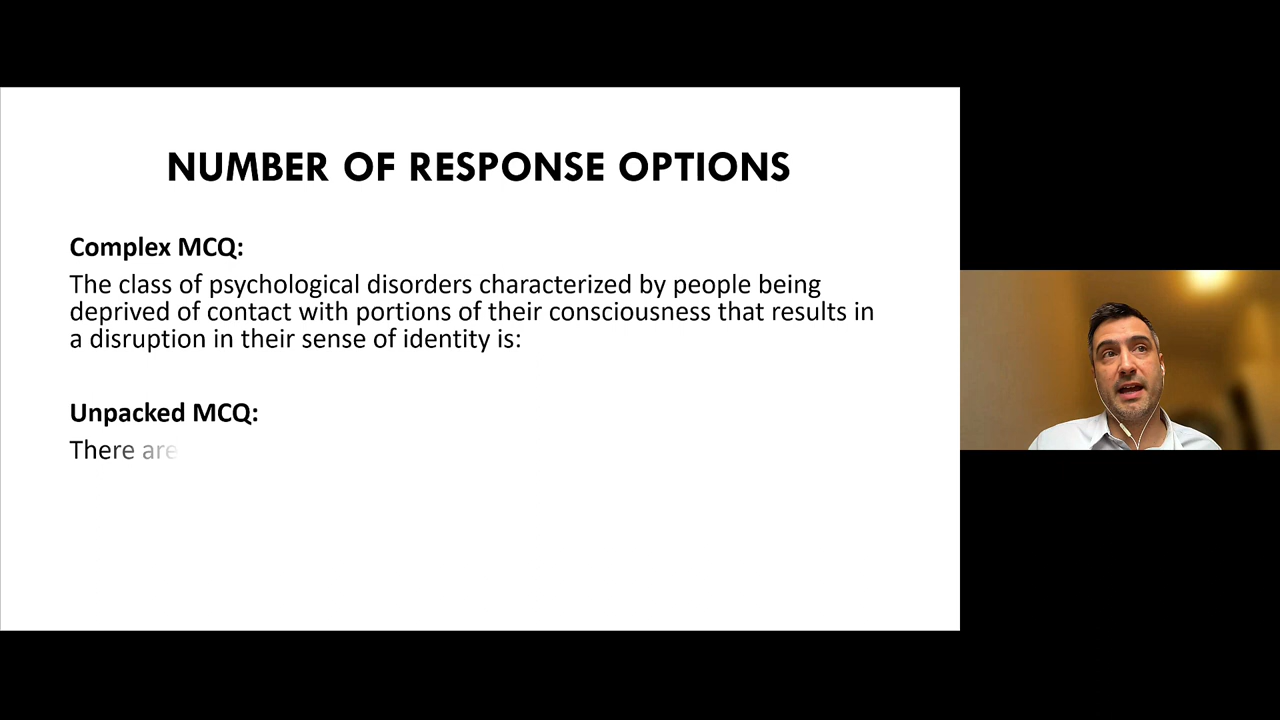 NUMBER OF RESPONSE OPTIONS
Complex MCQ:
The class of psychological disorders characterized by people being
deprived of contact with portions of their consciousness that results in
a disruption in their sense of identity is:
Unpacked MCQ:
There are